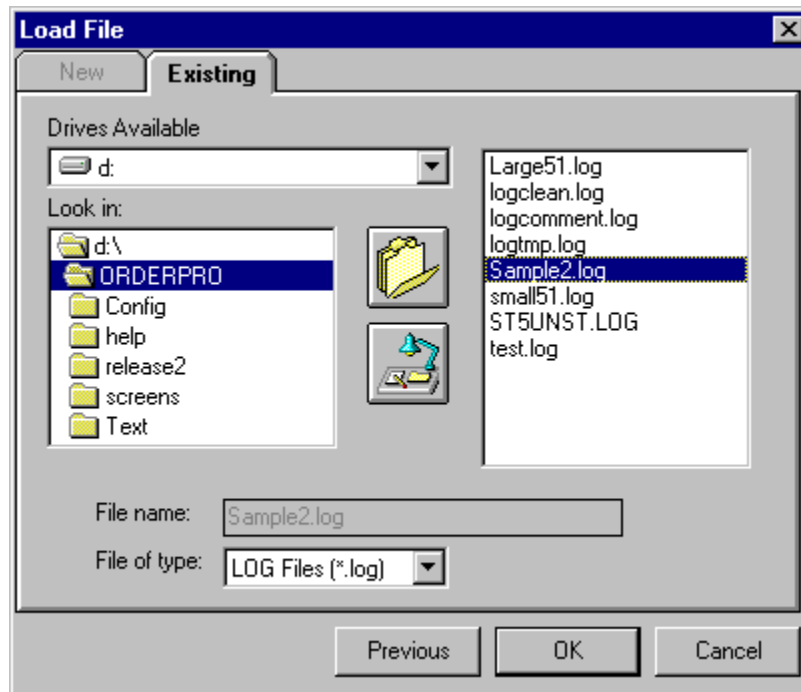 Load File
New
Existing
Drives Available
d:
Look in:
d:\
ORDERPRO
Config
help
release2
screens
Text
Large51.log
logclean.log
logcomment.log
logtmp.log
Sample2.log
small51.log
ST5UNST.LOG
test.log
File name:
Sample2.log
File of type:
LOG Files (*.log)
Previous
OK
Cancel